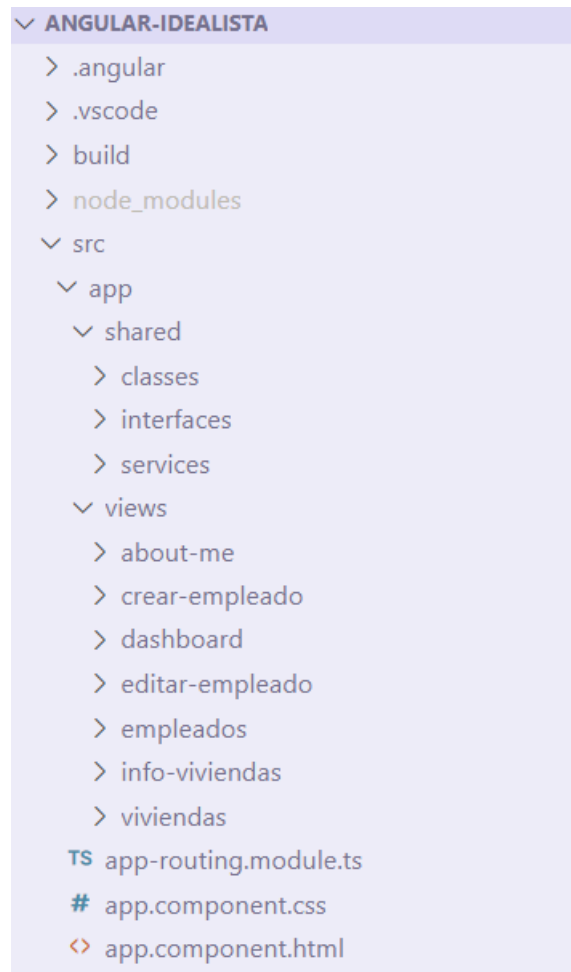 ANGULAR-IDEALISTA
.angular
.vscode
build
node_modules
src
app
shared
classes
interfaces
services
views
about-me
crear-empleado
dashboard
editar-empleado
empleados
info-viviendas
viviendas
TS app-routing.module.ts
# app.component.css
<> app.component.html